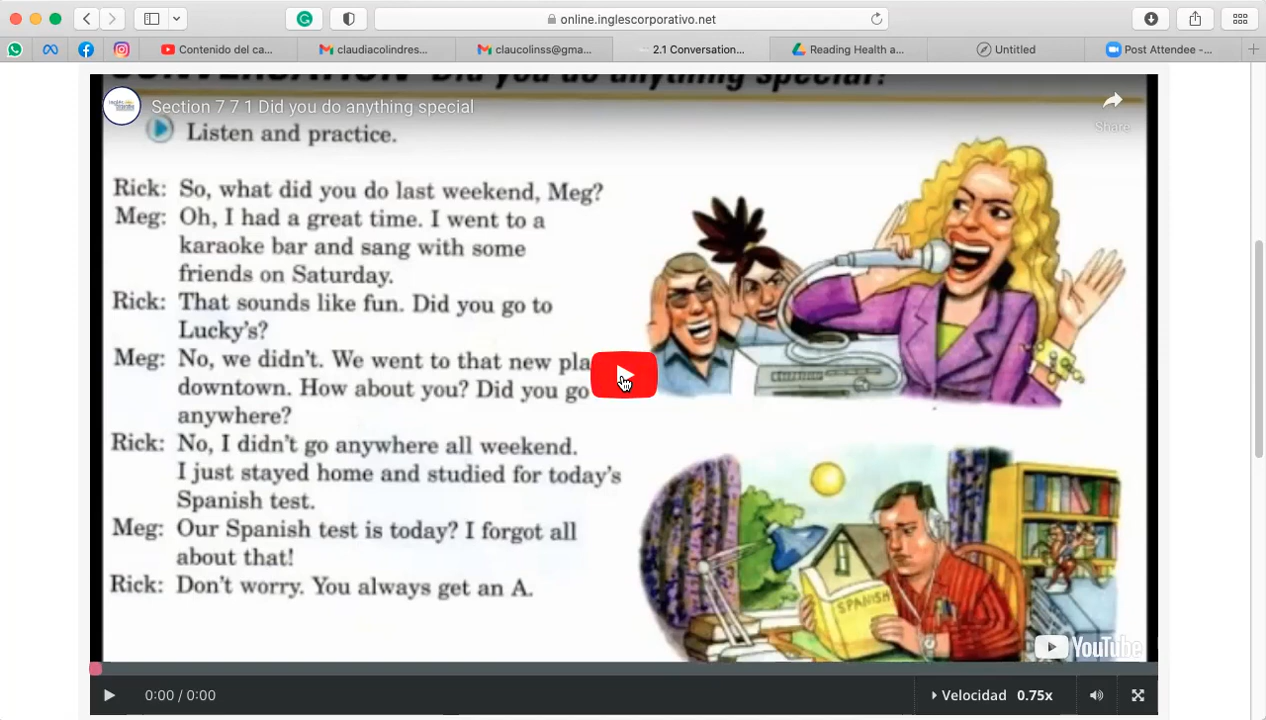 online.inglescorporativo.net
Contenido del ca...
claudiacolindres...
claucolinss@gma...
2.1 Conversation...
Reading Health a...
Untitled
Post Attendee -...
CONVERSATION Did you do anything special?
Section 7 7 1 Did you do anything special
Share
Listen and practice.
Rick: So, what did you do last weekend, Meg?
Meg: Oh, I had a great time. I went to a
karaoke bar and sang with some
friends on Saturday.
Rick: That sounds like fun. Did you go to
Lucky's?
Meg: No, we didn't. We went to that new pla
downtown. How about you? Did you go
anywhere?
Rick: No, I didn't go anywhere all weekend.
I just stayed home and studied for today's
Spanish test.
Meg: Our Spanish test is today? I forgot all
about that!
Rick: Don't worry. You always get an A.
SPANISH
YouTube
0:00 / 0:00
Velocidad 0.75x